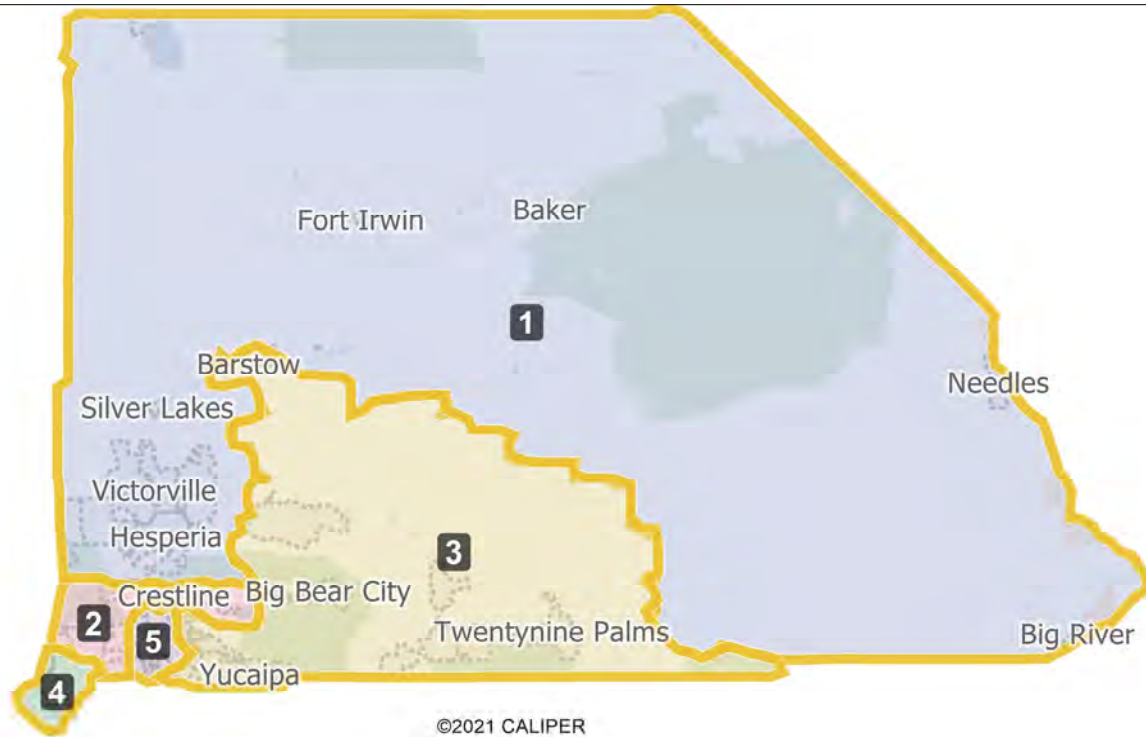 Fort Irwin
Baker
1
Barstow
Needles
Silver Lakes
Victorville
Hesperia
3
Crestline
Big Bear City
2
5
Twentynine Palms
Big River
Yucaipa
4
©2021 CALIPER